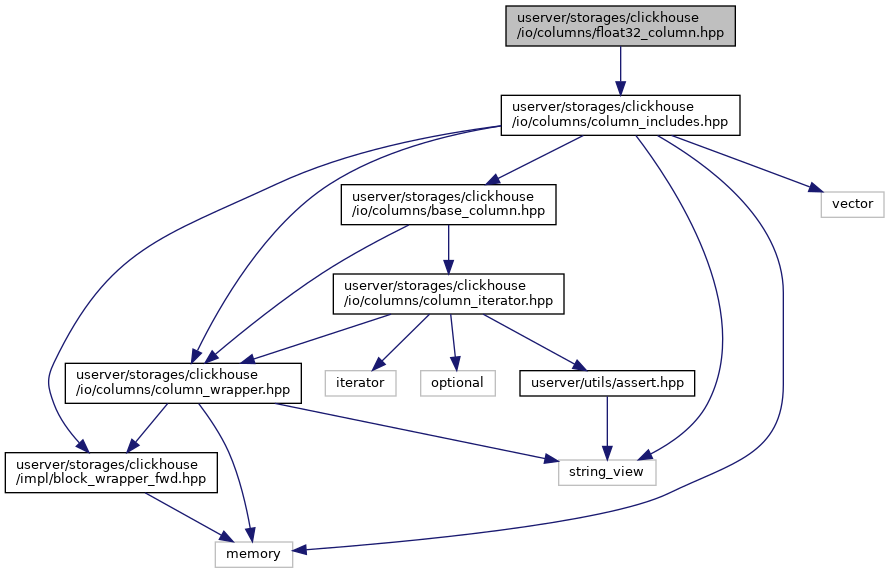 userver/storages/clickhouse
/io/columns/float32_column.hpp
userver/storages/clickhouse
/io/columns/column_includes.hpp
userver/storages/clickhouse
/io/columns/base_column.hpp
vector
userver/storages/clickhouse
/io/columns/column_iterator.hpp
userver/storages/clickhouse
/io/columns/column_wrapper.hpp
iterator
optional
userver/utils/assert.hpp
userver/storages/clickhouse
/impl/block_wrapper_fwd.hpp
string_view
memory